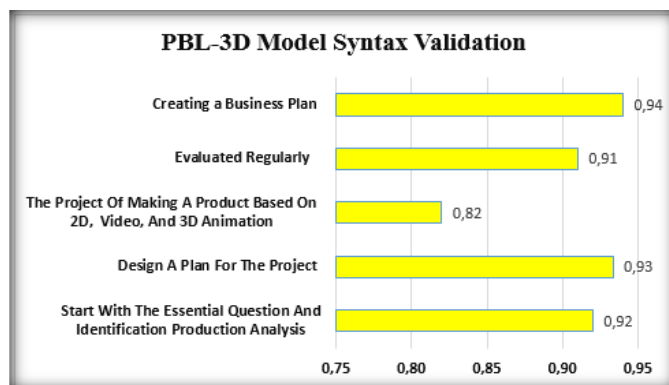 PBL-3D Model Syntax Validation
Creating a Business Plan
0,94
Evaluated Regularly
0,91
The Project Of Making A Product Based On
2D, Video, And 3D Animation
0,82
Design A Plan For The Project
0,93
Start With The Essential Question And
Identification Production Analysis
0,92
0,75 0,80 0,85 0,90 0,95